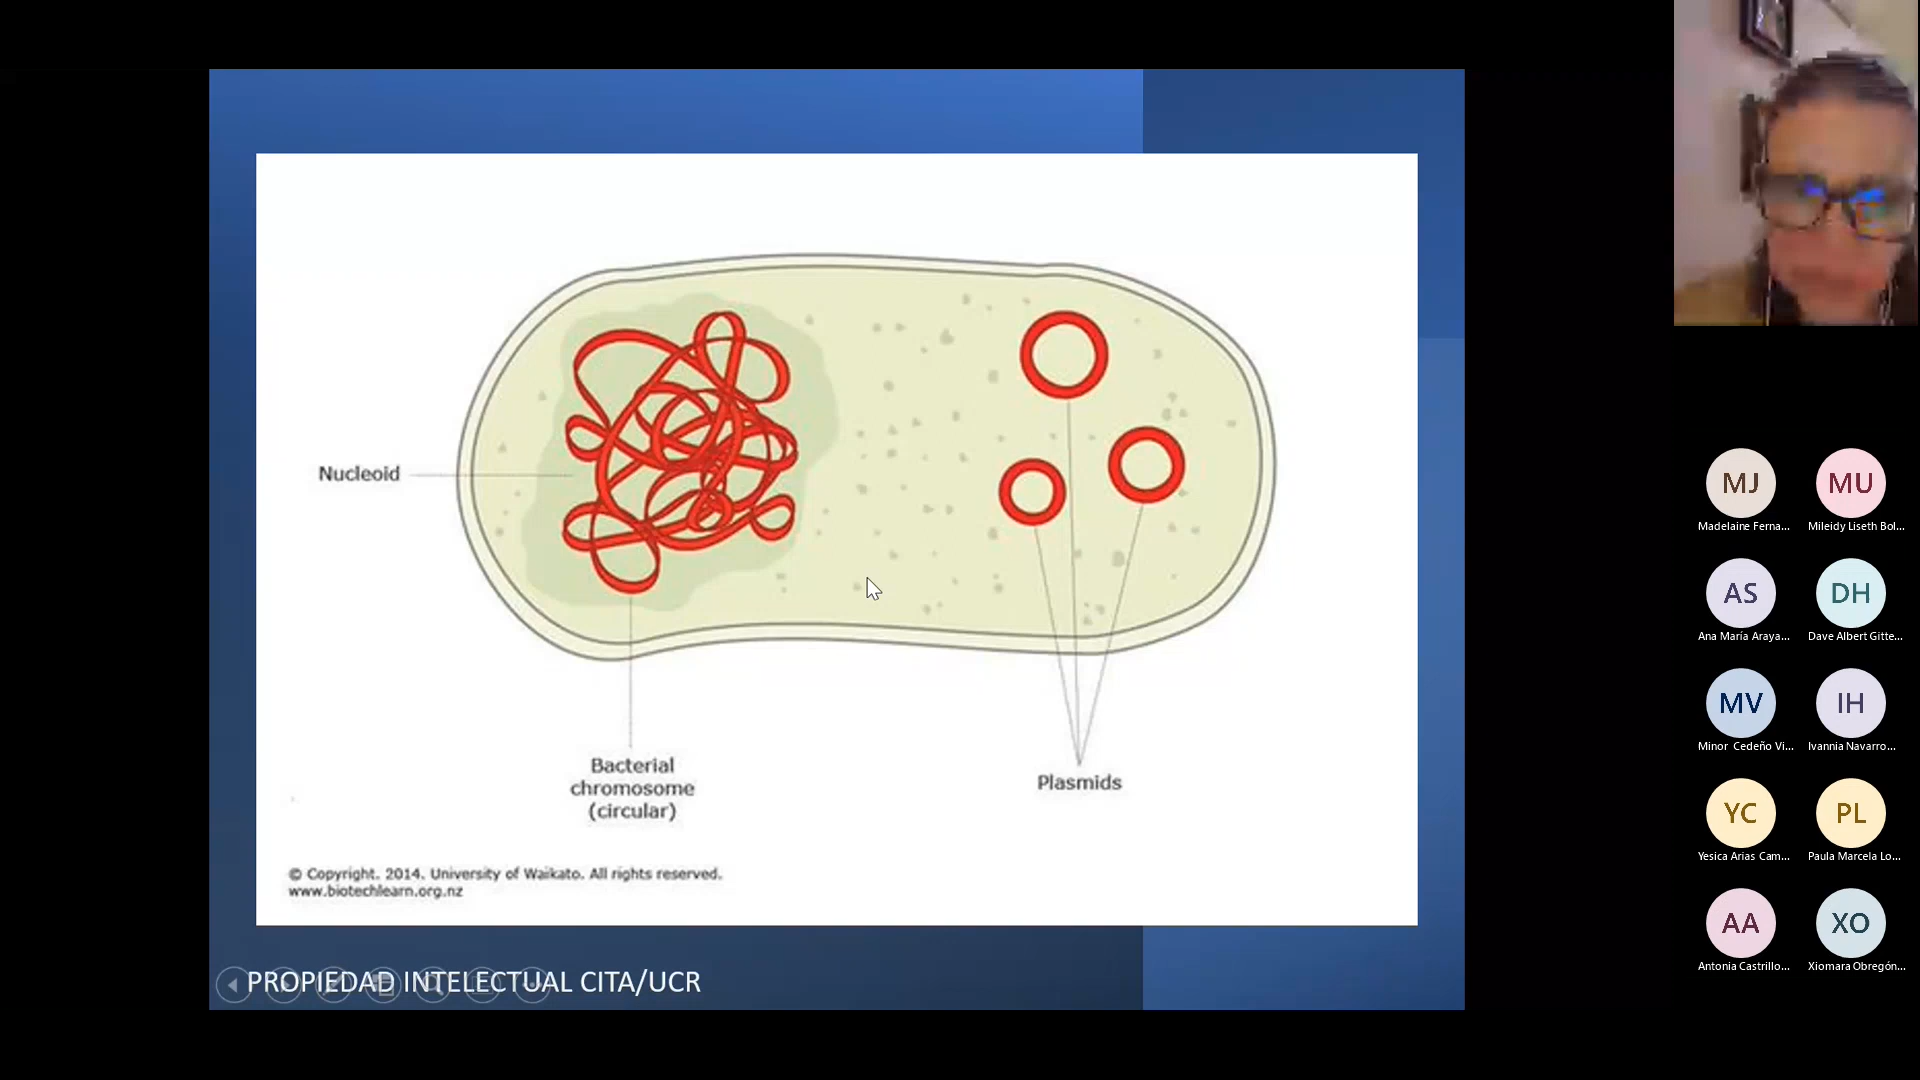 Nucleoid
Bacterial
chromosome
(circular)
Plasmids
© Copyright. 2014. University of Waikato. All rights reserved.
www.biotechlearn.org.nz
PROPIEDAD INTELECTUAL CITA/UCR
MJ
Madelaine Ferna...
MU
Mileidy Liseth Bol...
AS
Ana María Araya...
DH
Dave Albert Gitte...
MV
Minor Cedeño Vi...
IH
Ivannia Navarro...
YC
Yesica Arias Cam...
PL
Paula Marcela Lo...
AA
Antonia Castrillo...
XO
Xiomara Obregón...